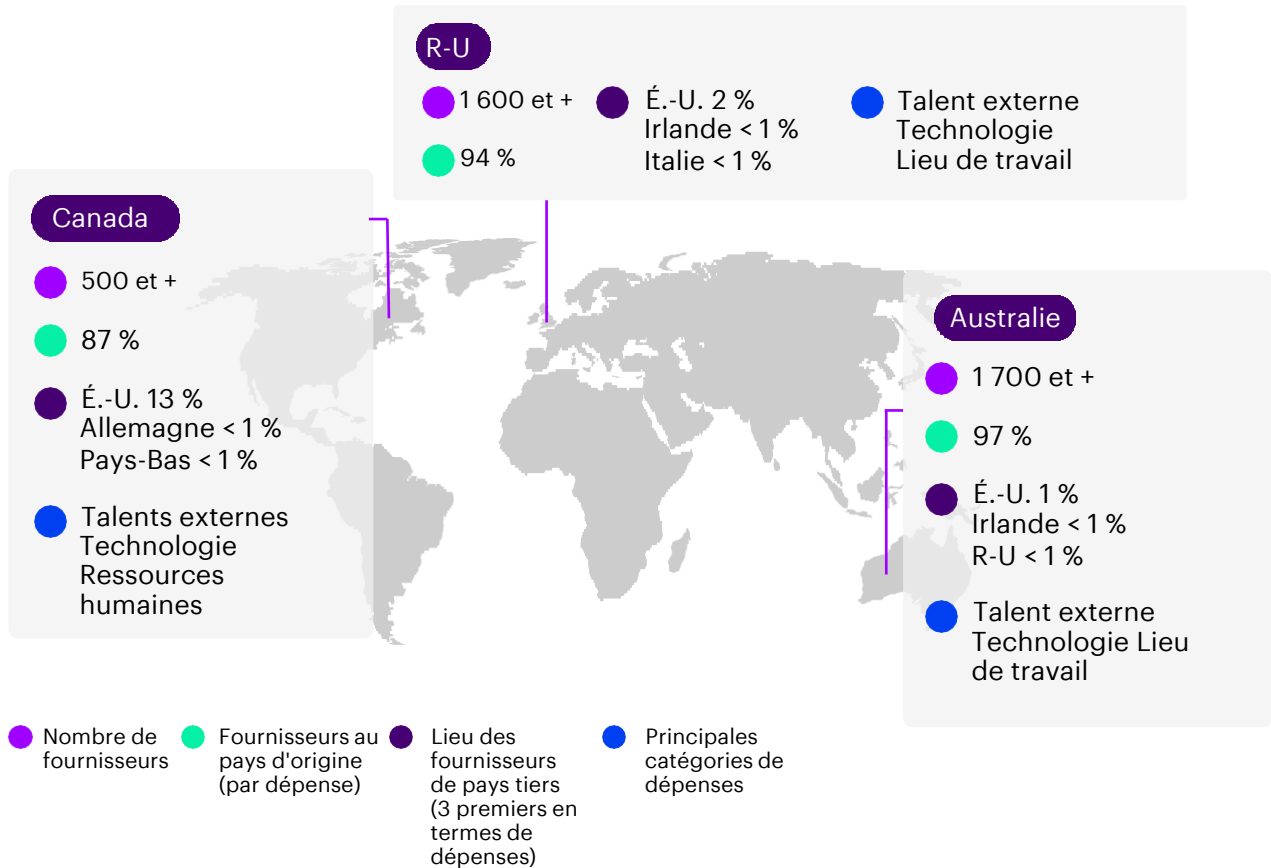 R-U
1 600 et +
94 %
É.-U. 2 %
Irlande < 1 %
Italie < 1 %
Talent externe
Technologie
Lieu de travail
Canada
500 et +
87 %
É.-U. 13 %
Allemagne < 1 %
Pays-Bas < 1 %
Talents externes
Technologie
Ressources
humaines
Australie
1 700 et +
97 %
É.-U. 1 %
Irlande < 1 %
R-U < 1 %
Talent externe
Technologie Lieu
de travail
Nombre de
fournisseurs
Fournisseurs au
pays d'origine
(par dépense)
Lieu des
fournisseurs
de pays tiers
(3 premiers en
termes de
dépenses)
Principales
catégories de
dépenses